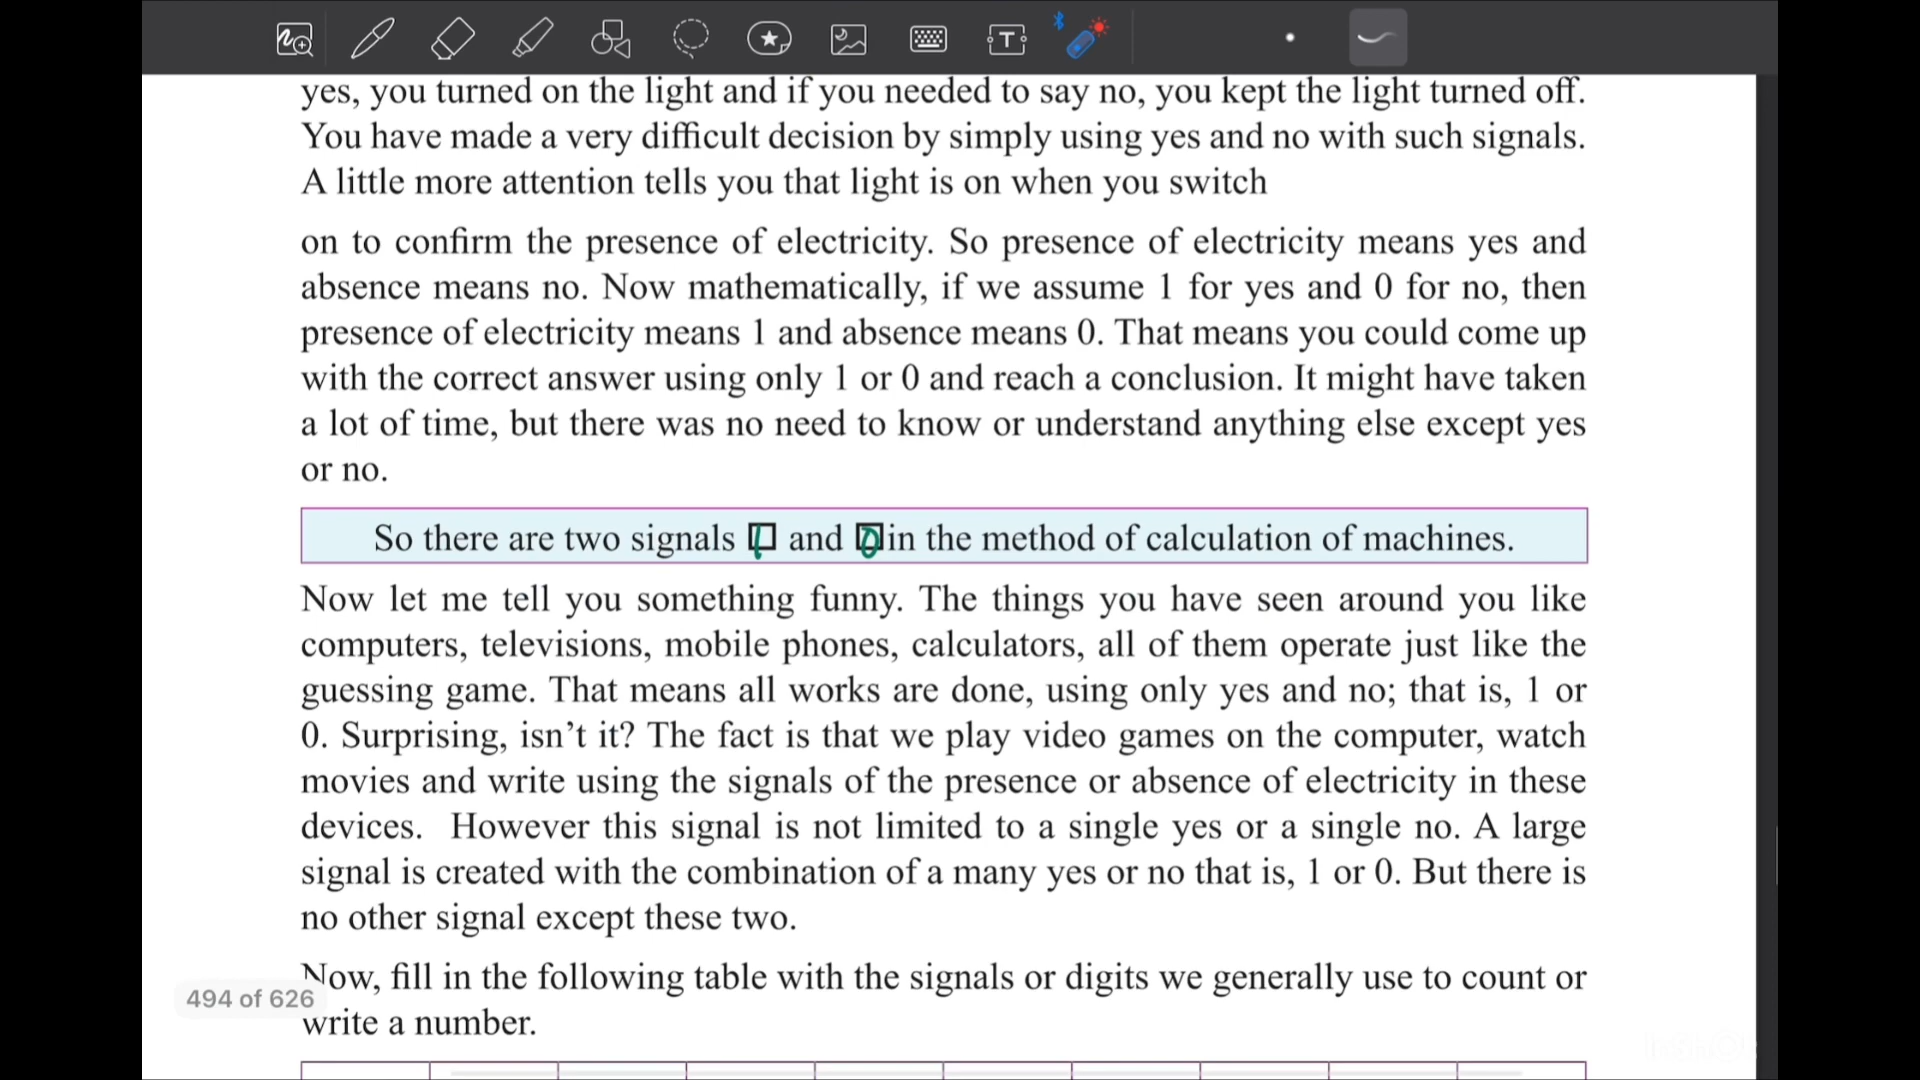 yes, you turned on the light and if you needed to say no, you kept the light turned off.
You have made a very difficult decision by simply using yes and no with such signals.
A little more attention tells you that light is on when you switch
on to confirm the presence of electricity. So presence of electricity means yes and
absence means no. Now mathematically, if we assume 1 for yes and 0 for no, then
presence of electricity means 1 and absence means 0. That means you could come up
with the correct answer using only 1 or 0 and reach a conclusion. It might have taken
a lot of time, but there was no need to know or understand anything else except yes
or no.
So there are two signals 1 and 0 in the method of calculation of machines.
Now let me tell you something funny. The things you have seen around you like
computers, televisions, mobile phones, calculators, all of them operate just like the
guessing game. That means all works are done, using only yes and no; that is, 1 or
0. Surprising, isn’t it? The fact is that we play video games on the computer, watch
movies and write using the signals of the presence or absence of electricity in these
devices. However this signal is not limited to a single yes or a single no. A large
signal is created with the combination of a many yes or no that is, 1 or 0. But there is
no other signal except these two.
Now, fill in the following table with the signals or digits we generally use to count or
write a number.
494 of 626